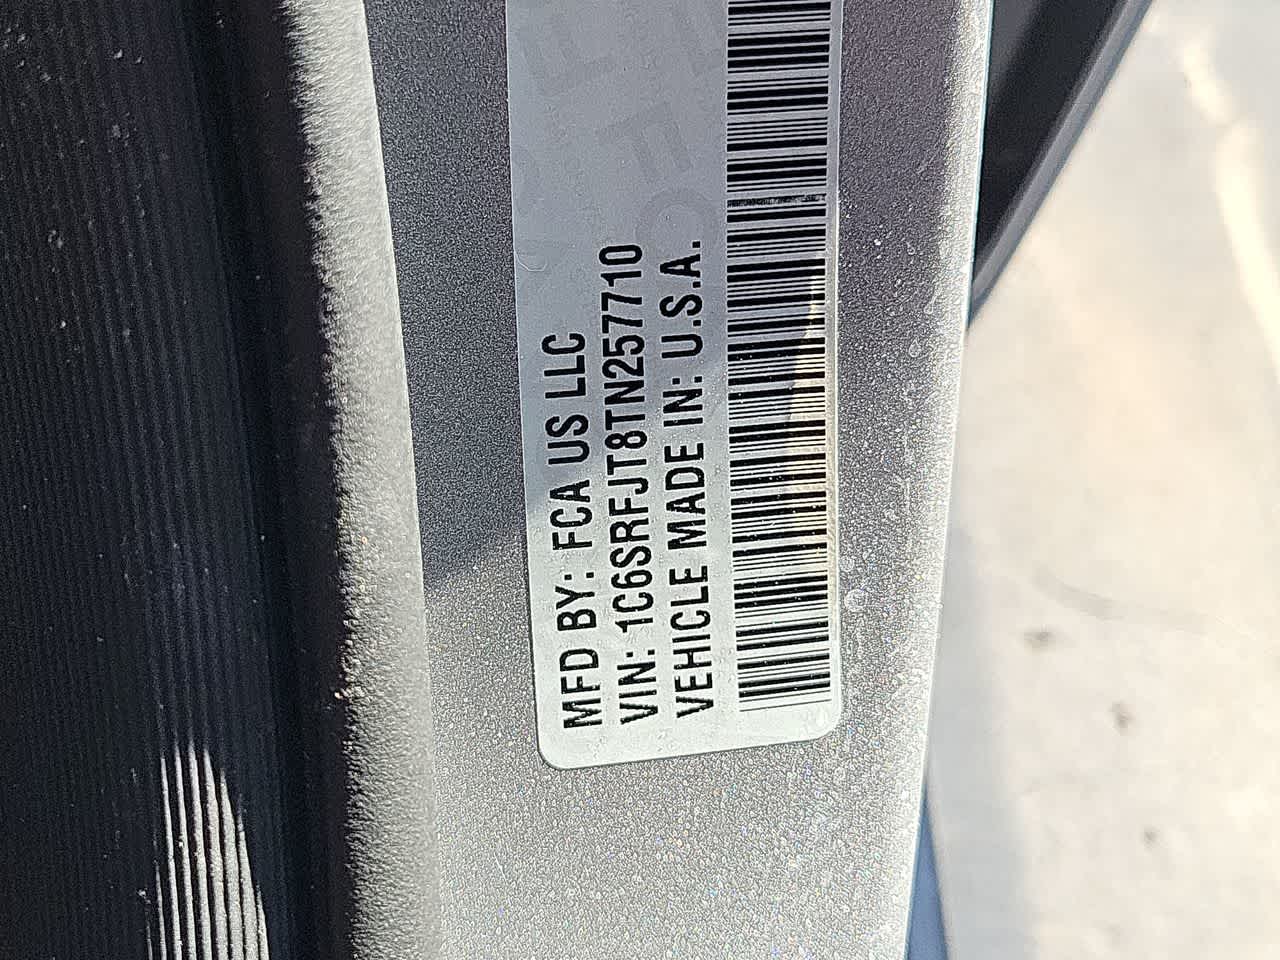 MFD BY: FCA US LLC
VIN: 1C6SRFJT8TN257710
VEHICLE MADE IN: U.S.A.